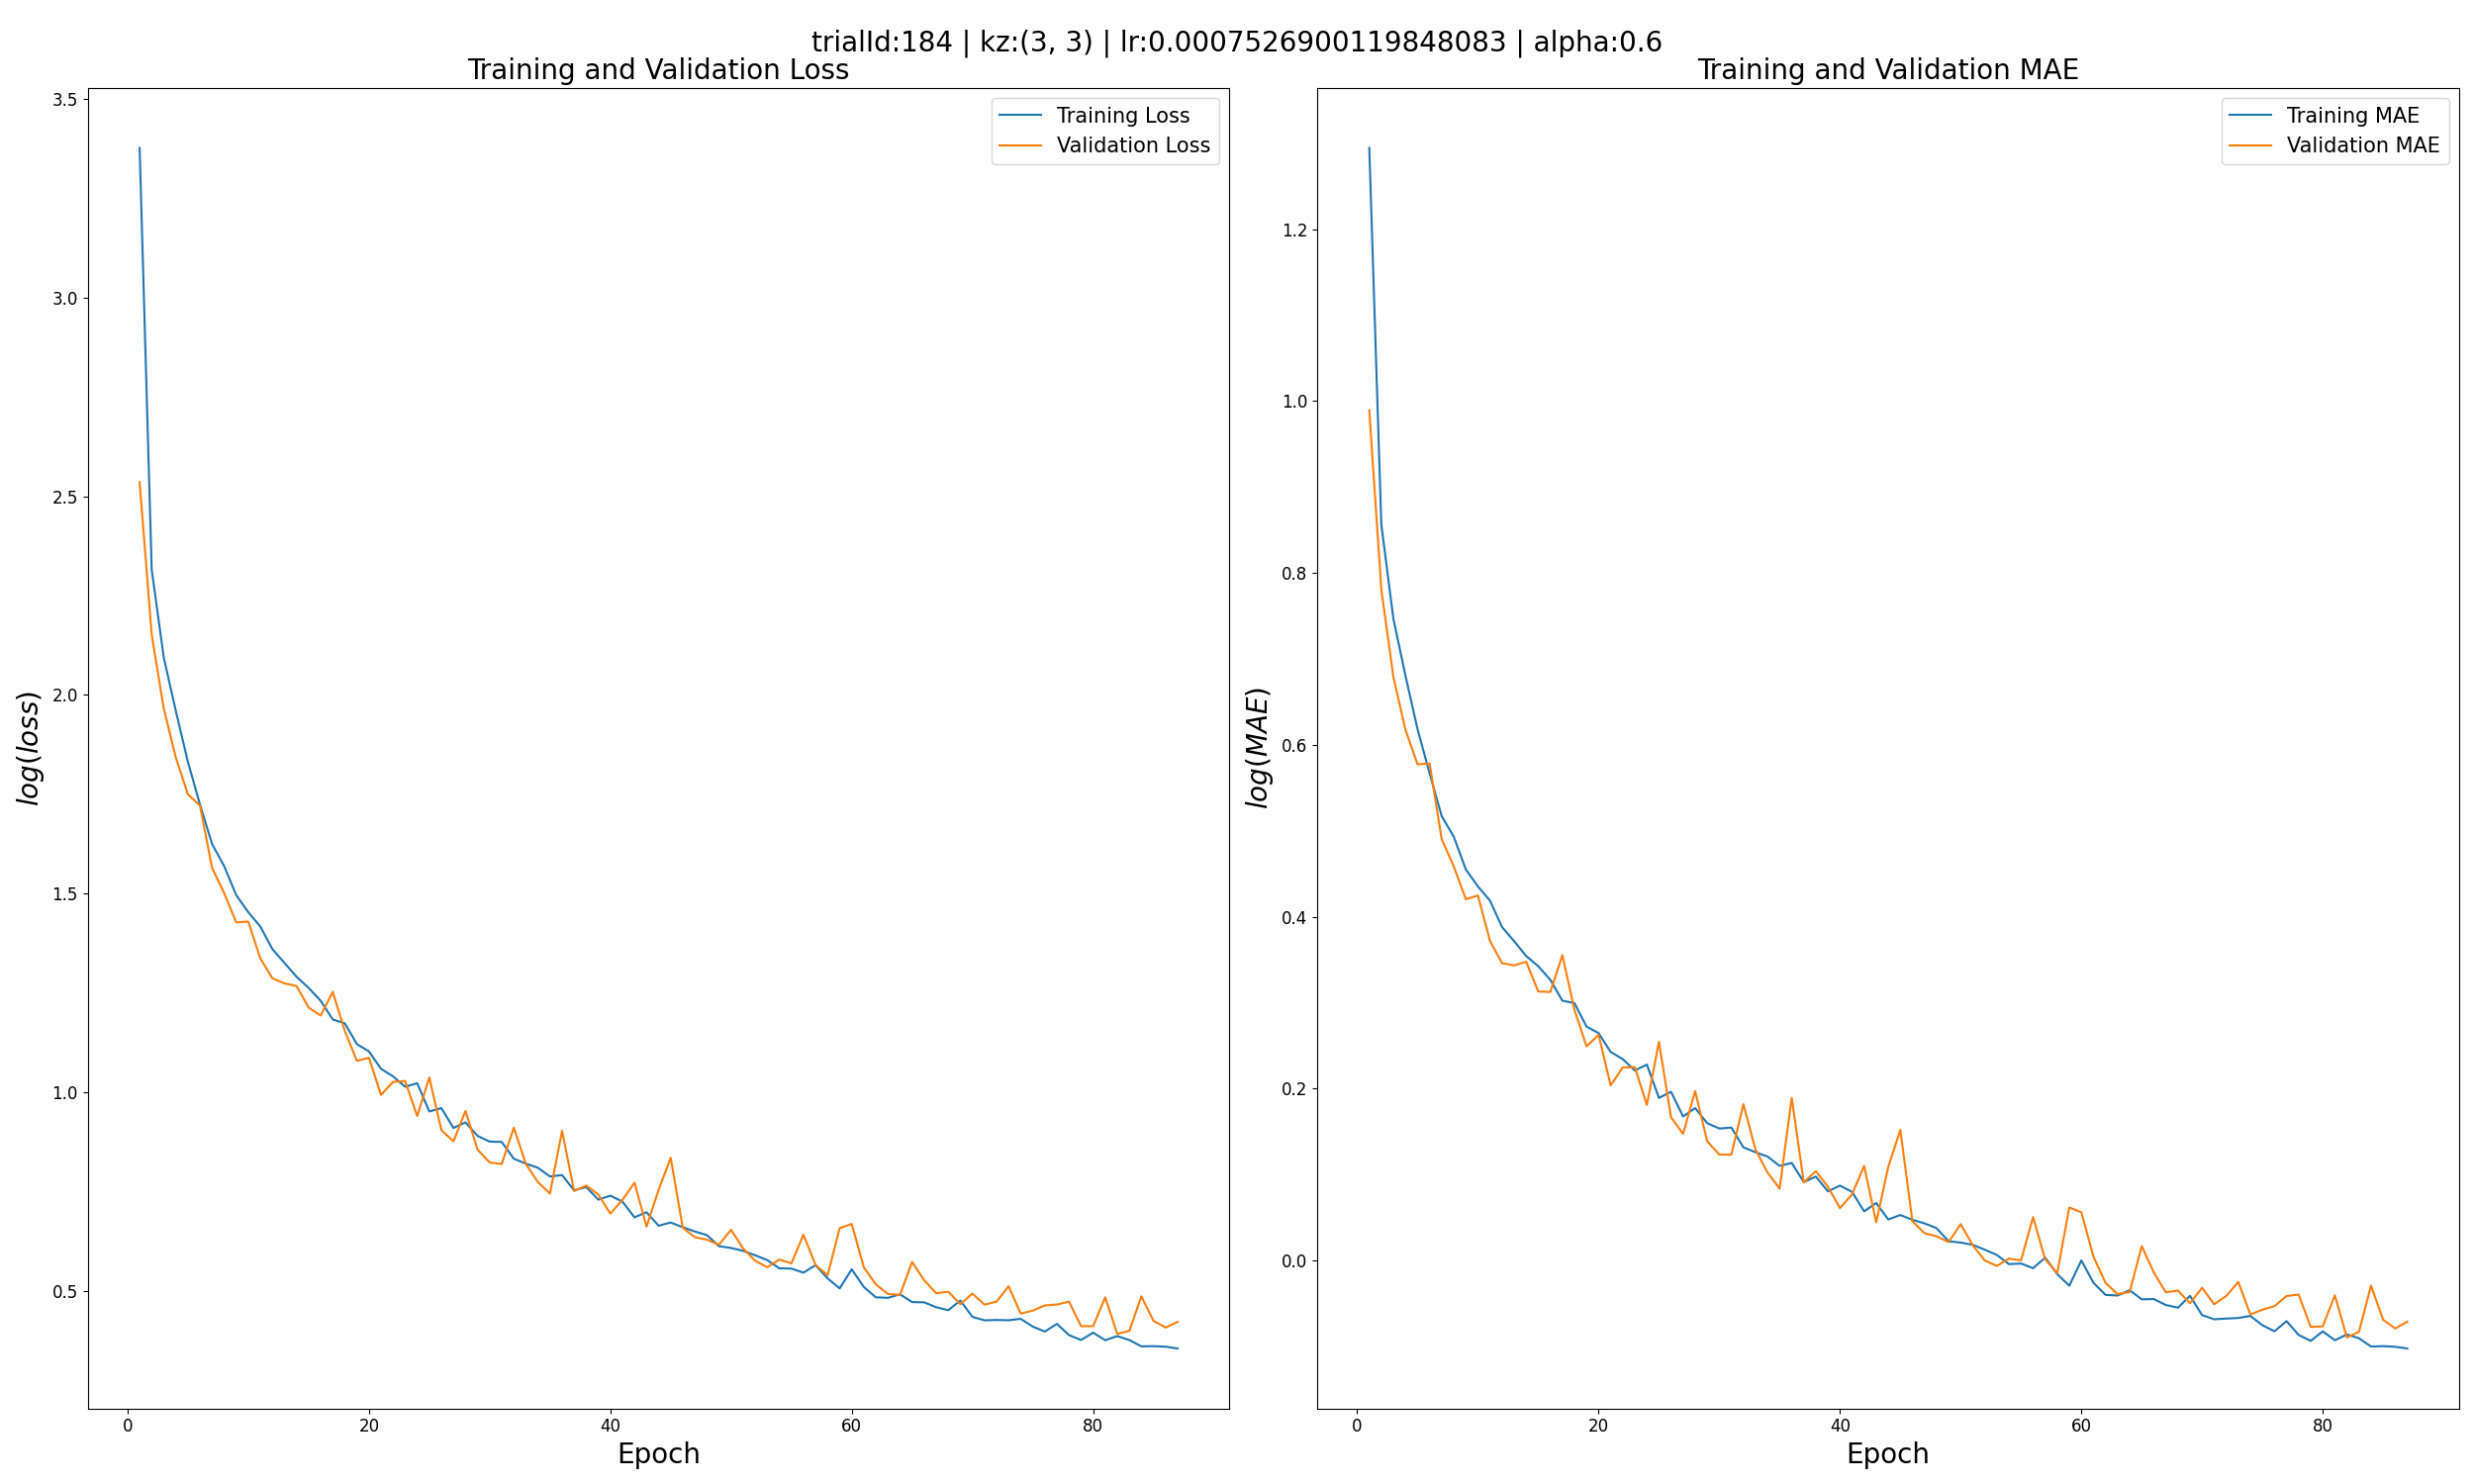 trialId:184 | kz:(3, 3) | lr:0.0007526900119848083 | alpha:0.6
Training and Validation Loss
3.5
3.0
2.5
2.0
1.5
1.0
0.5
log(loss)
0 20 40 60 80
Epoch
Training Loss
Validation Loss
Training and Validation MAE
1.2
1.0
0.8
0.6
0.4
0.2
0.0
log(MAE)
0 20 40 60 80
Epoch
Training MAE
Validation MAE